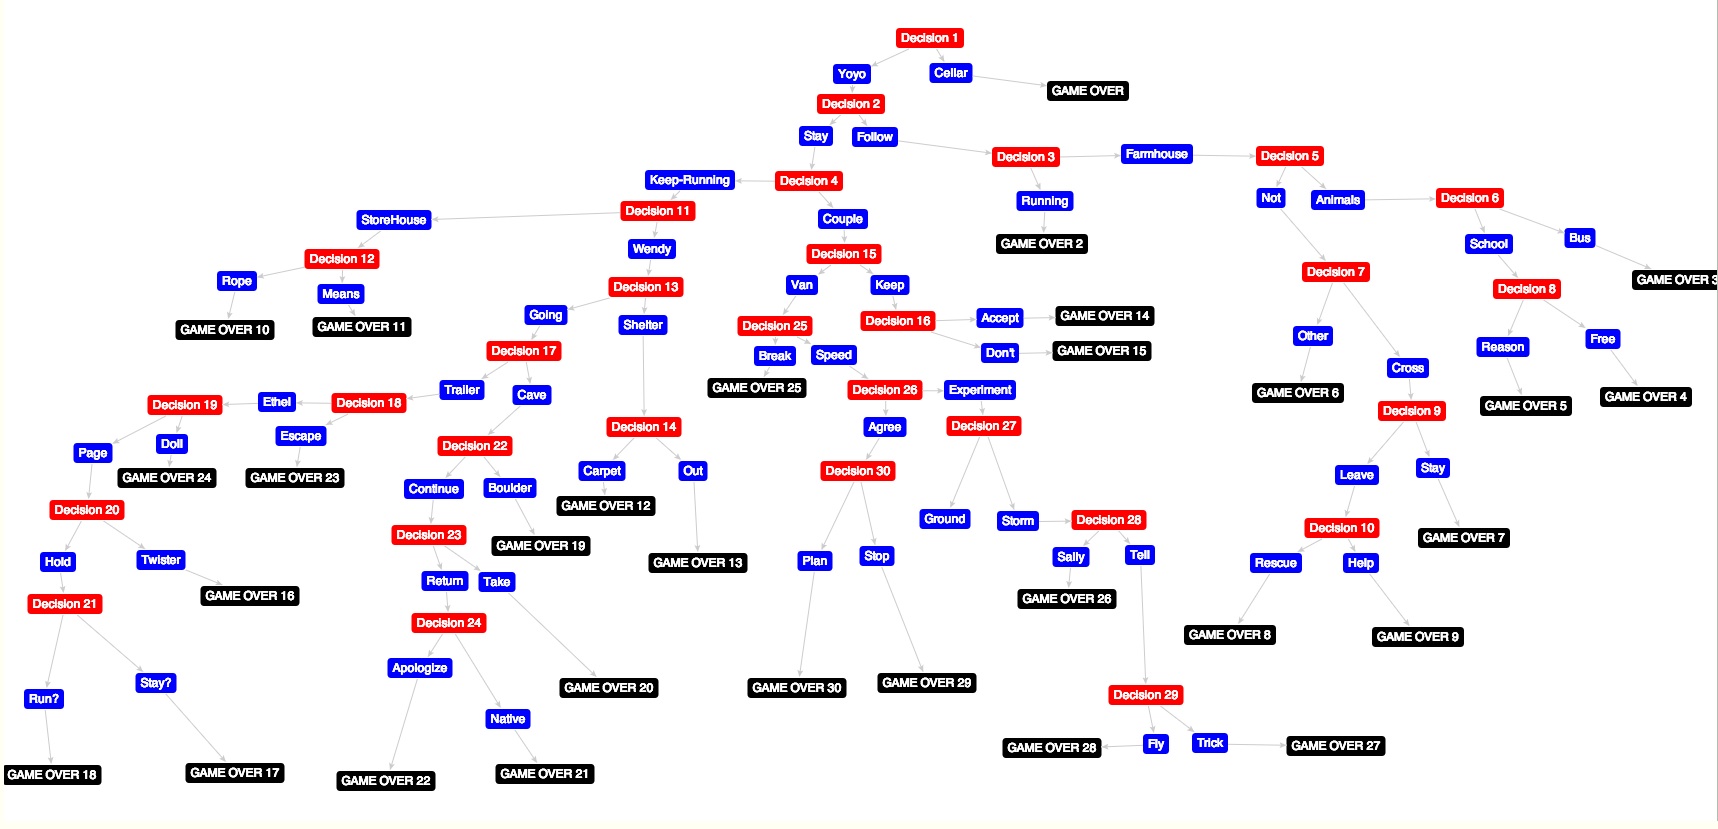 Decision 1
Yoyo
Cellar
GAME OVER
Decision 2
Stay
Follow
Decision 3
Farmhouse
Decision 5
Keep-Running
Decision 4
Running
Not
Animals
Decision 6
StoreHouse
Decision 11
Couple
GAME OVER 2
School
Bus
Decision 12
Wendy
Decision 15
Decision 7
GAME OVER 3
Rope
Means
Decision 13
Van
Keep
Decision 8
GAME OVER 10
GAME OVER 11
Going
Shelter
Decision 25
Decision 16
Accept
GAME OVER 14
Other
Reason
Free
Decision 17
Break
Speed
Don't
GAME OVER 15
Cross
Trailer
Cave
GAME OVER 25
Decision 26
Experiment
GAME OVER 6
GAME OVER 5
GAME OVER 4
Decision 19
Ethel
Decision 18
Decision 9
Page
Doll
Escape
Decision 22
Decision 14
Agree
Decision 27
GAME OVER 24
GAME OVER 23
Continue
Boulder
Carpet
Out
Decision 30
Leave
Stay
Decision 20
GAME OVER 12
Ground
Storm
Decision 28
Decision 10
GAME OVER 7
Hold
Twister
Decision 23
GAME OVER 19
GAME OVER 13
Plan
Stop
Sally
Tell
Rescue
Help
Decision 21
GAME OVER 16
Return
Take
GAME OVER 26
Decision 24
GAME OVER 8
GAME OVER 9
Run?
Stay?
Apologize
Native
GAME OVER 20
GAME OVER 30
GAME OVER 29
Decision 29
GAME OVER 18
GAME OVER 17
GAME OVER 22
GAME OVER 21
GAME OVER 28
Fly
Trick
GAME OVER 27